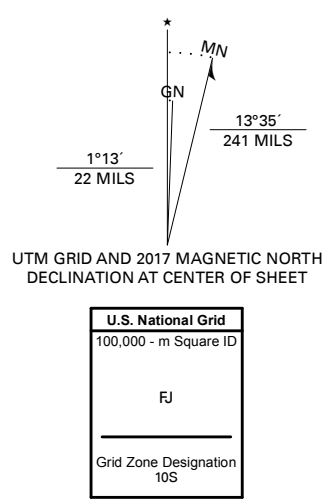 MN
GN
13°35´
241 MILS
1°13´
22 MILS
UTM GRID AND 2017 MAGNETIC NORTH
DECLINATION AT CENTER OF SHEET
U.S. National Grid
100,000 - m Square ID
FJ
Grid Zone Designation
10S